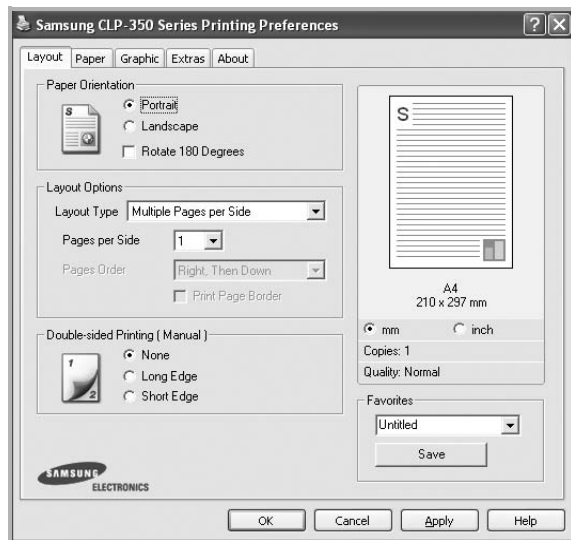 Samsung CLP-350 Series Printing Preferences
Layout Paper Graphic Extras About
Paper Orientation
S
Portrait
Landscape
Rotate 180 Degrees
Layout Options
Layout Type Multiple Pages per Side
Pages per Side 1
Pages Order Right, Then Down
Print Page Border
Double-sided Printing ( Manual )
1
2
None
Long Edge
Short Edge
SAMSUNG
ELECTRONICS
S
A4
210 x 297 mm
mm inch
Copies: 1
Quality: Normal
Favorites
Untitled
Save
OK Cancel Apply Help